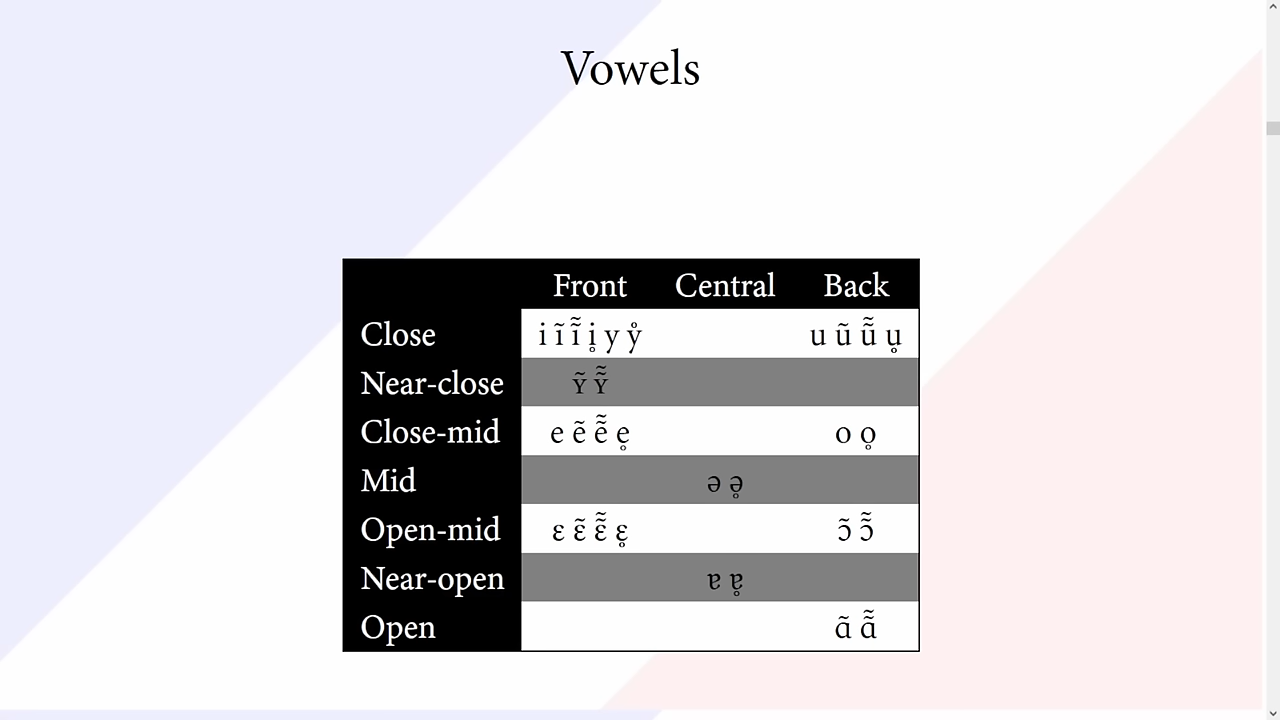 Vowels
Front Central Back
Close i ĩ ĩ̃ i̥ y ẙ u ũ ũ̃ u̥
Near-close ʏ̃ ʏ̃̃
Close-mid e ẽ ẽ̃ e̥ o o̥
Mid ə ə̥
Open-mid ɛ ɛ̃ ɛ̃̃ ɛ̥ ɔ̃ ɔ̃̃
Near-open ɐ ɐ̥
Open ɑ̃ ɑ̃̃